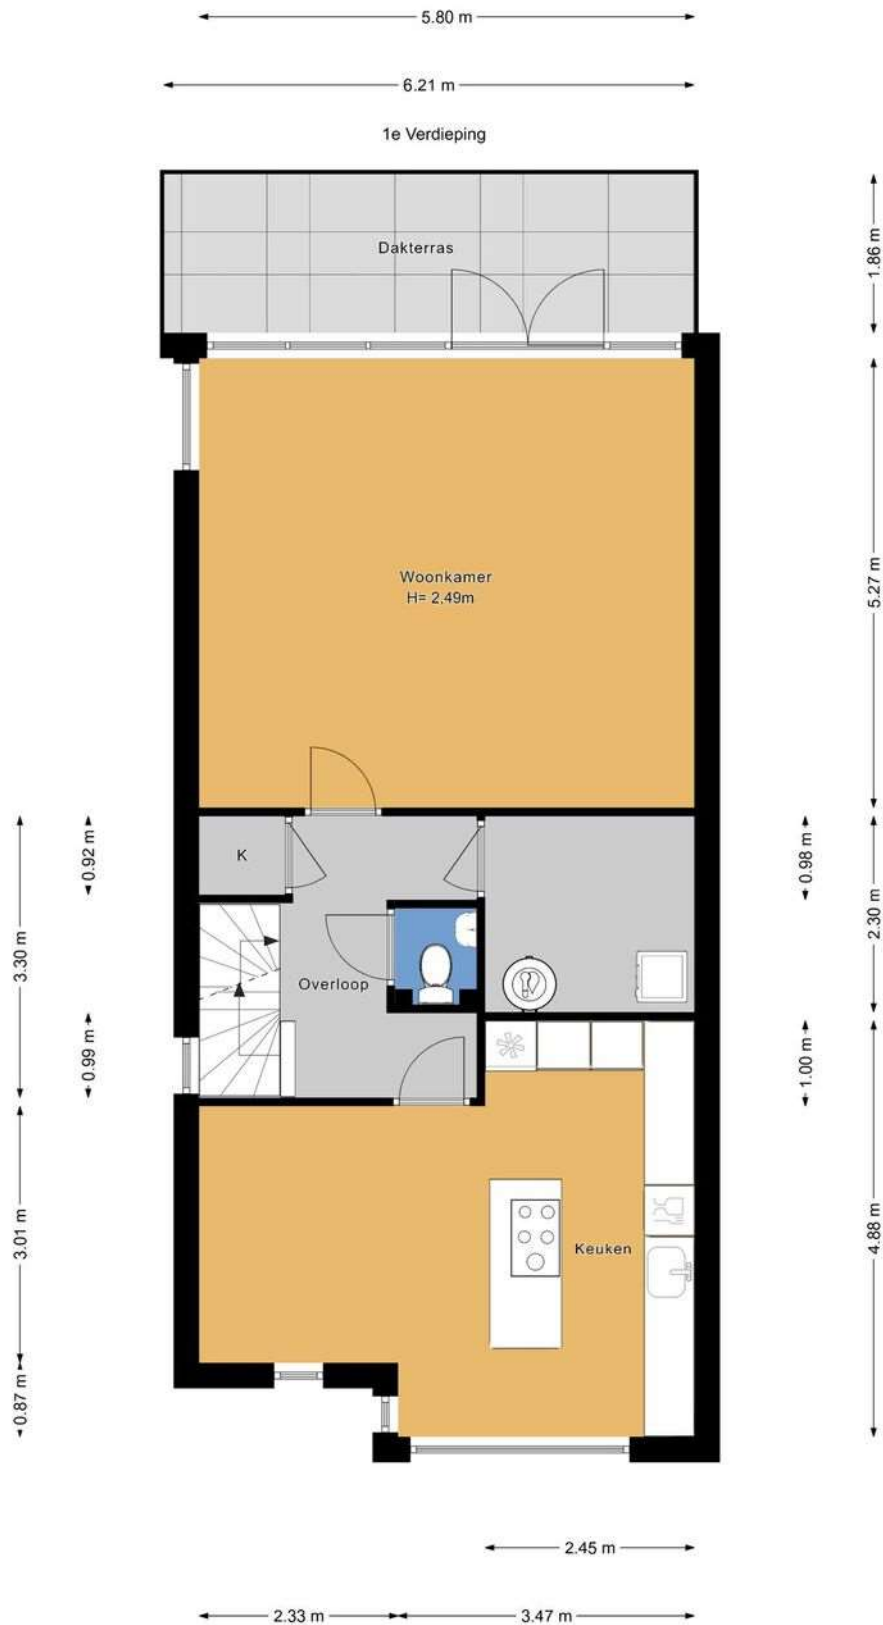 5.80 m
6.21 m
1e Verdieping
1.86 m
Dakterras
5.27 m
Woonkamer
H= 2,49m
0.92 m
K
0.98 m
3.30 m
2.30 m
Overloop
0.99 m
1.00 m
3.01 m
Keuken
4.88 m
0.87 m
2.45 m
2.33 m
3.47 m